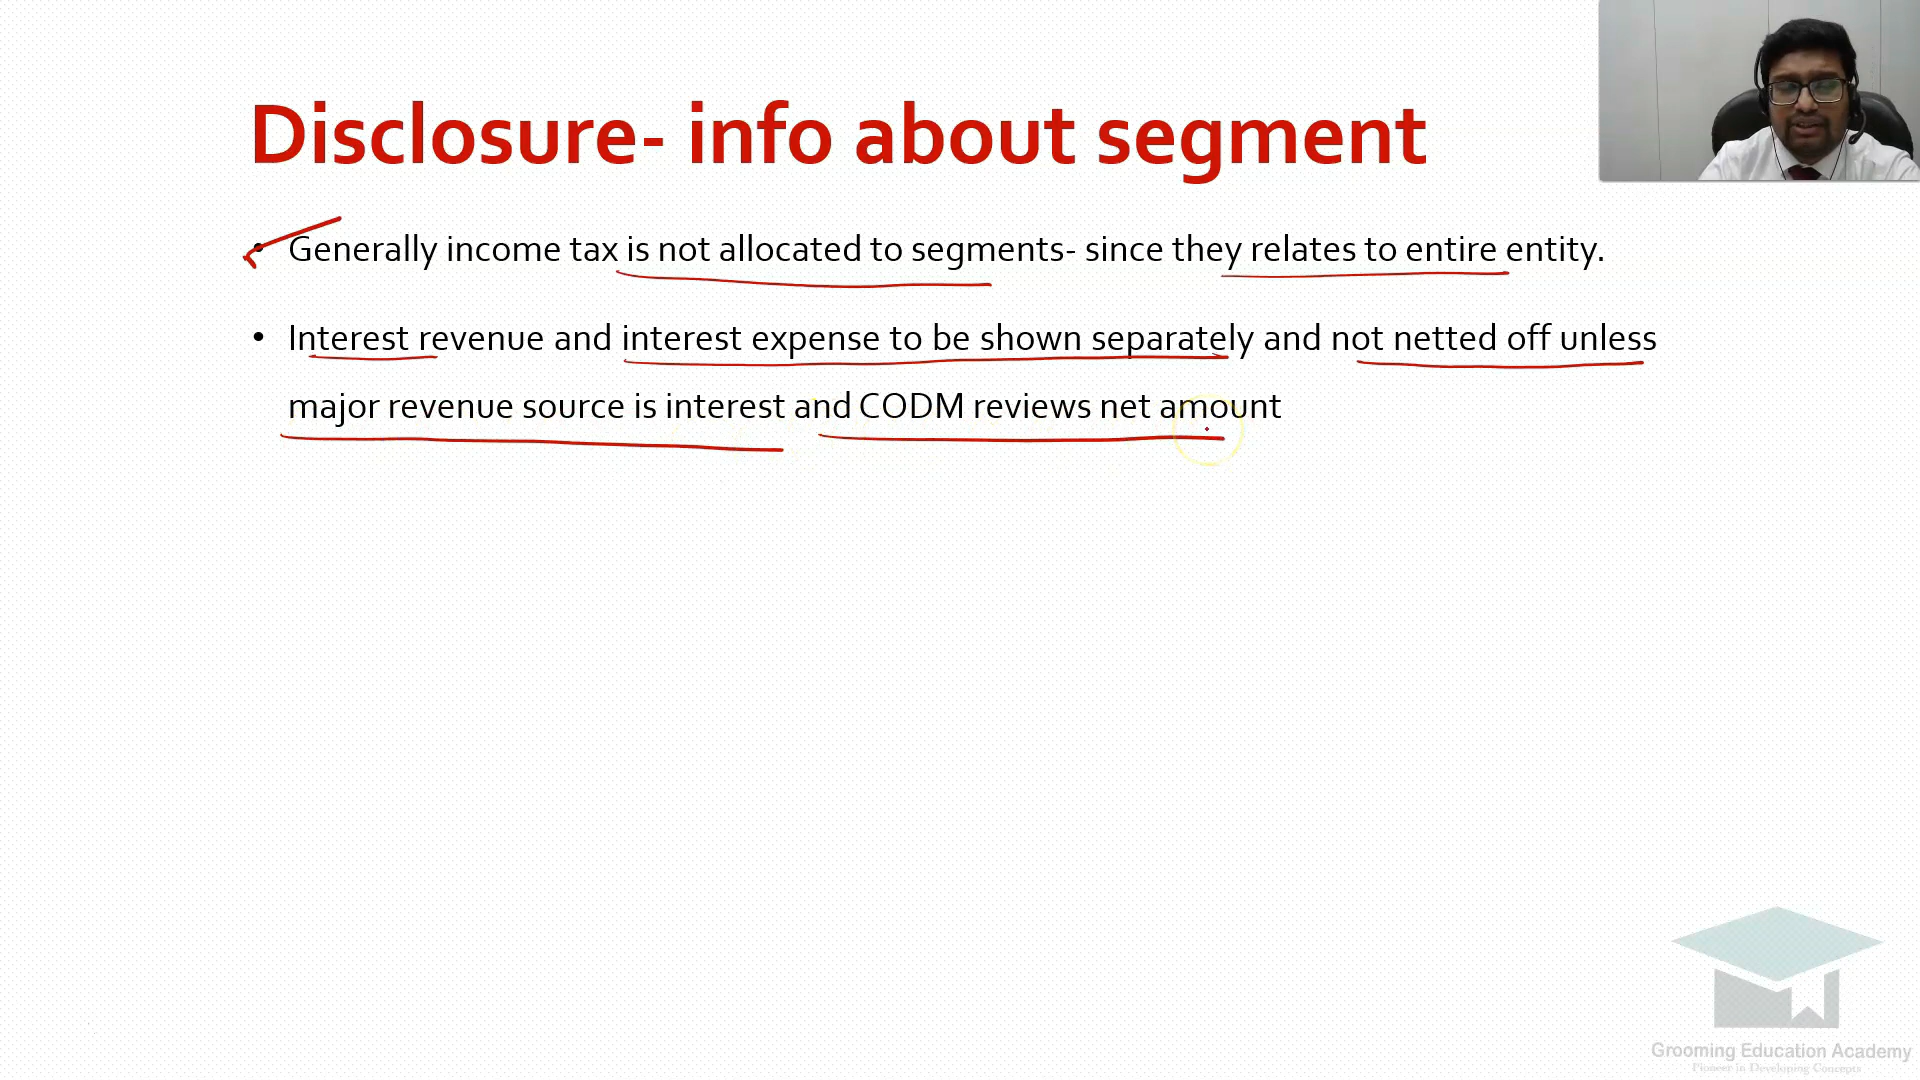 Disclosure- info about segment
• Generally income tax is not allocated to segments- since they relates to entire entity.
• Interest revenue and interest expense to be shown separately and not netted off unless
major revenue source is interest and CODM reviews net amount
Grooming Education Academy
Pioneer in Developing Concepts